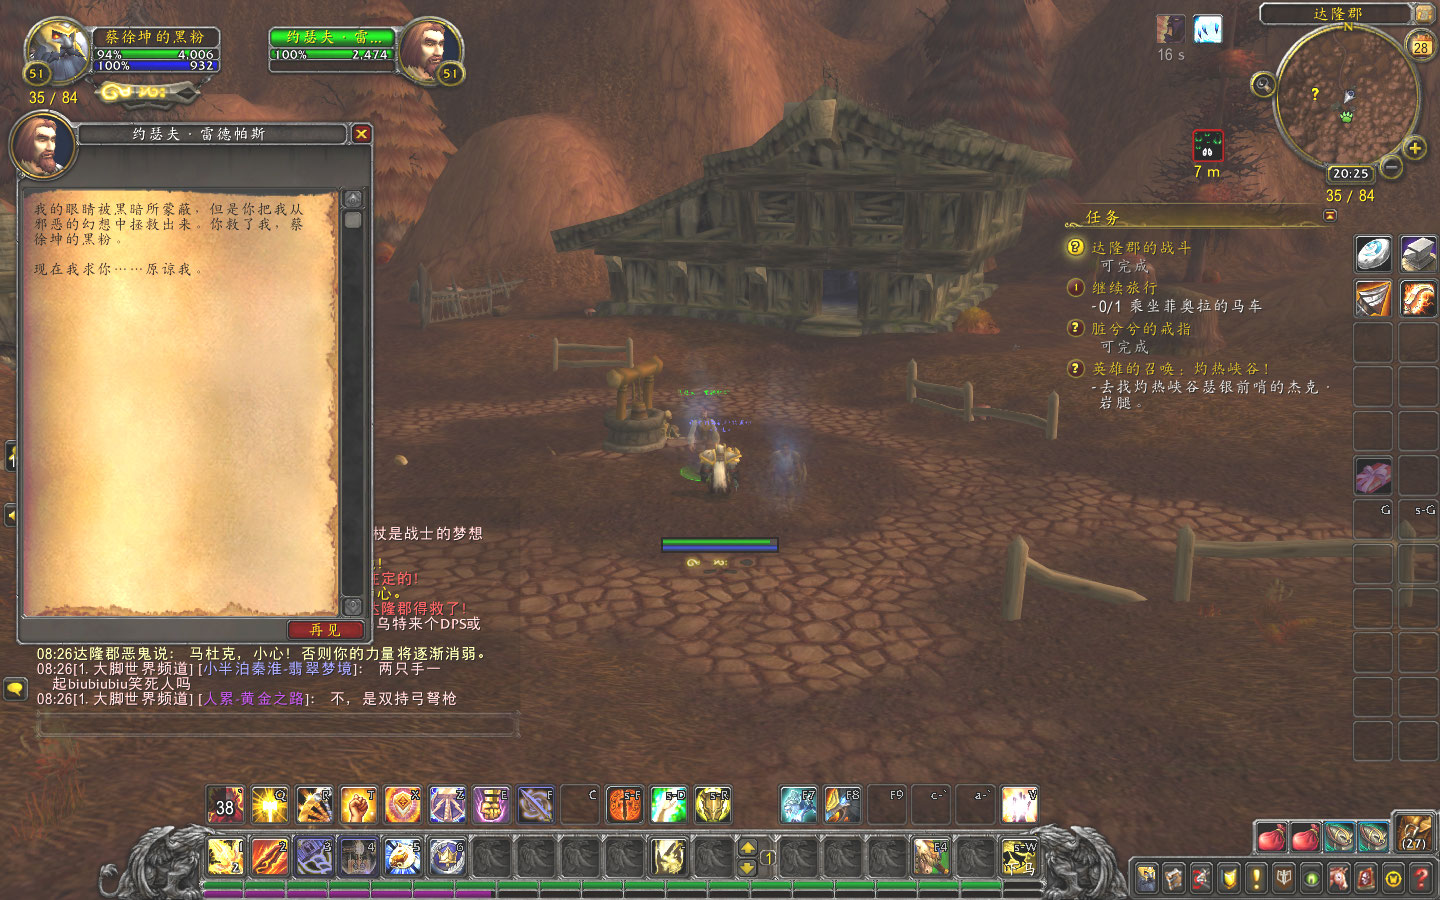 蔡徐坤的黑粉
94% 4,006
100% 932
51
35 / 84
约瑟夫·雷...
100% 2,474
51
16 s
达隆郡
N
28
7 m
20:25
35 / 84
约瑟夫·雷德帕斯
我的眼睛被黑暗所蒙蔽，但是你把我从
邪恶的幻想中拯救出来。你救了我，蔡
徐坤的黑粉。
现在我求你……原谅我。
再见
任务
达隆郡的战斗
可完成
继续旅行
-0/1 乘坐菲奥拉的马车
脏兮兮的戒指
可完成
英雄的召唤：灼热峡谷！
-去找灼热峡谷瑟银前哨的杰克·
岩腿。
G s-G
杖是战士的梦想
定的！
心。
达隆郡得救了！
乌特来个DPS或
08:26达隆郡恶鬼说： 马杜克，小心！否则你的力量将逐渐消弱。
08:26[1. 大脚世界频道] [小半泊秦淮-翡翠梦境]： 两只手一
起biubiubiu笑死人吗
08:26[1. 大脚世界频道] [人累-黄金之路]： 不，是双持弓弩枪
38 Q R T X Z E F C s-F s-D s-R F7 F8 F9 c-` a-` V
1 2 2 3 4 5 6 1 F4 s-W
(27)